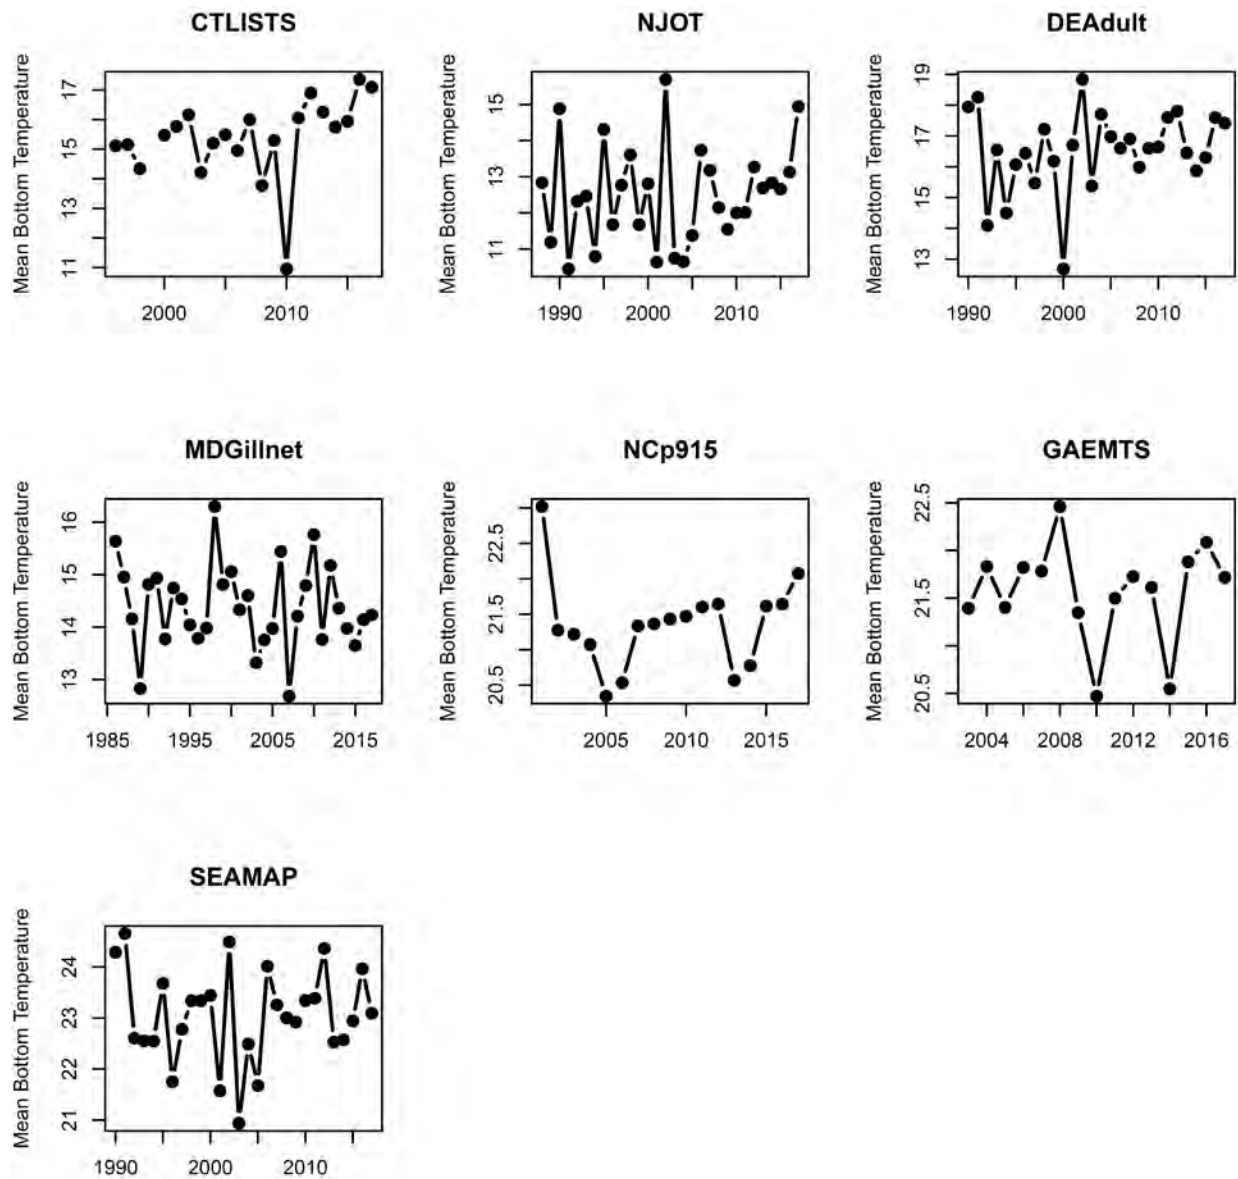 CTLISTS
Mean Bottom Temperature
17
15
13
11
2000 2010
NJOT
Mean Bottom Temperature
15
13
11
1990 2000 2010
DEAdult
Mean Bottom Temperature
19
17
15
13
1990 2000 2010
MDGillnet
Mean Bottom Temperature
16
15
14
13
1985 1995 2005 2015
NCp915
Mean Bottom Temperature
22.5
21.5
20.5
2005 2010 2015
GAEMTS
Mean Bottom Temperature
22.5
21.5
20.5
2004 2008 2012 2016
SEAMAP
Mean Bottom Temperature
24
23
22
21
1990 2000 2010